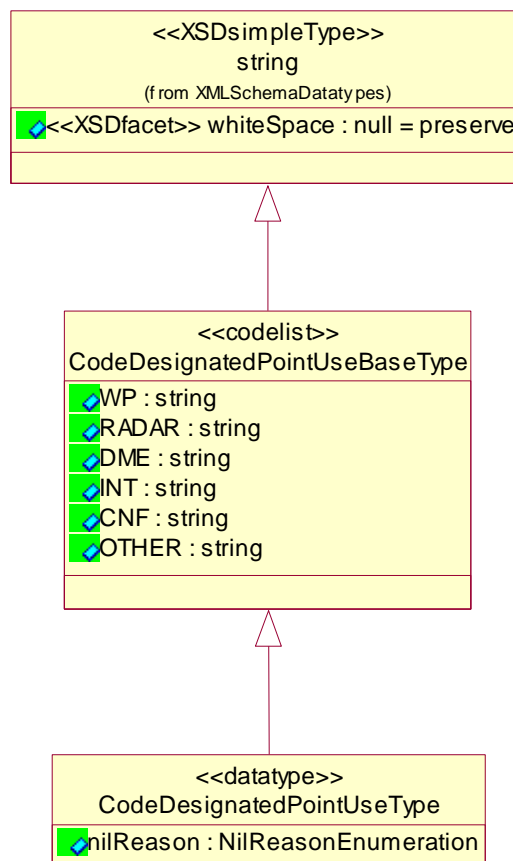 <<XSDsimpleType>>
string
(from XMLSchemaDatatypes)
<<XSDfacet>> whiteSpace : null = preserve
<<codelist>>
CodeDesignatedPointUseBaseType
WP : string
RADAR : string
DME : string
INT : string
CNF : string
OTHER : string
<<datatype>>
CodeDesignatedPointUseType
nilReason : NilReasonEnumeration